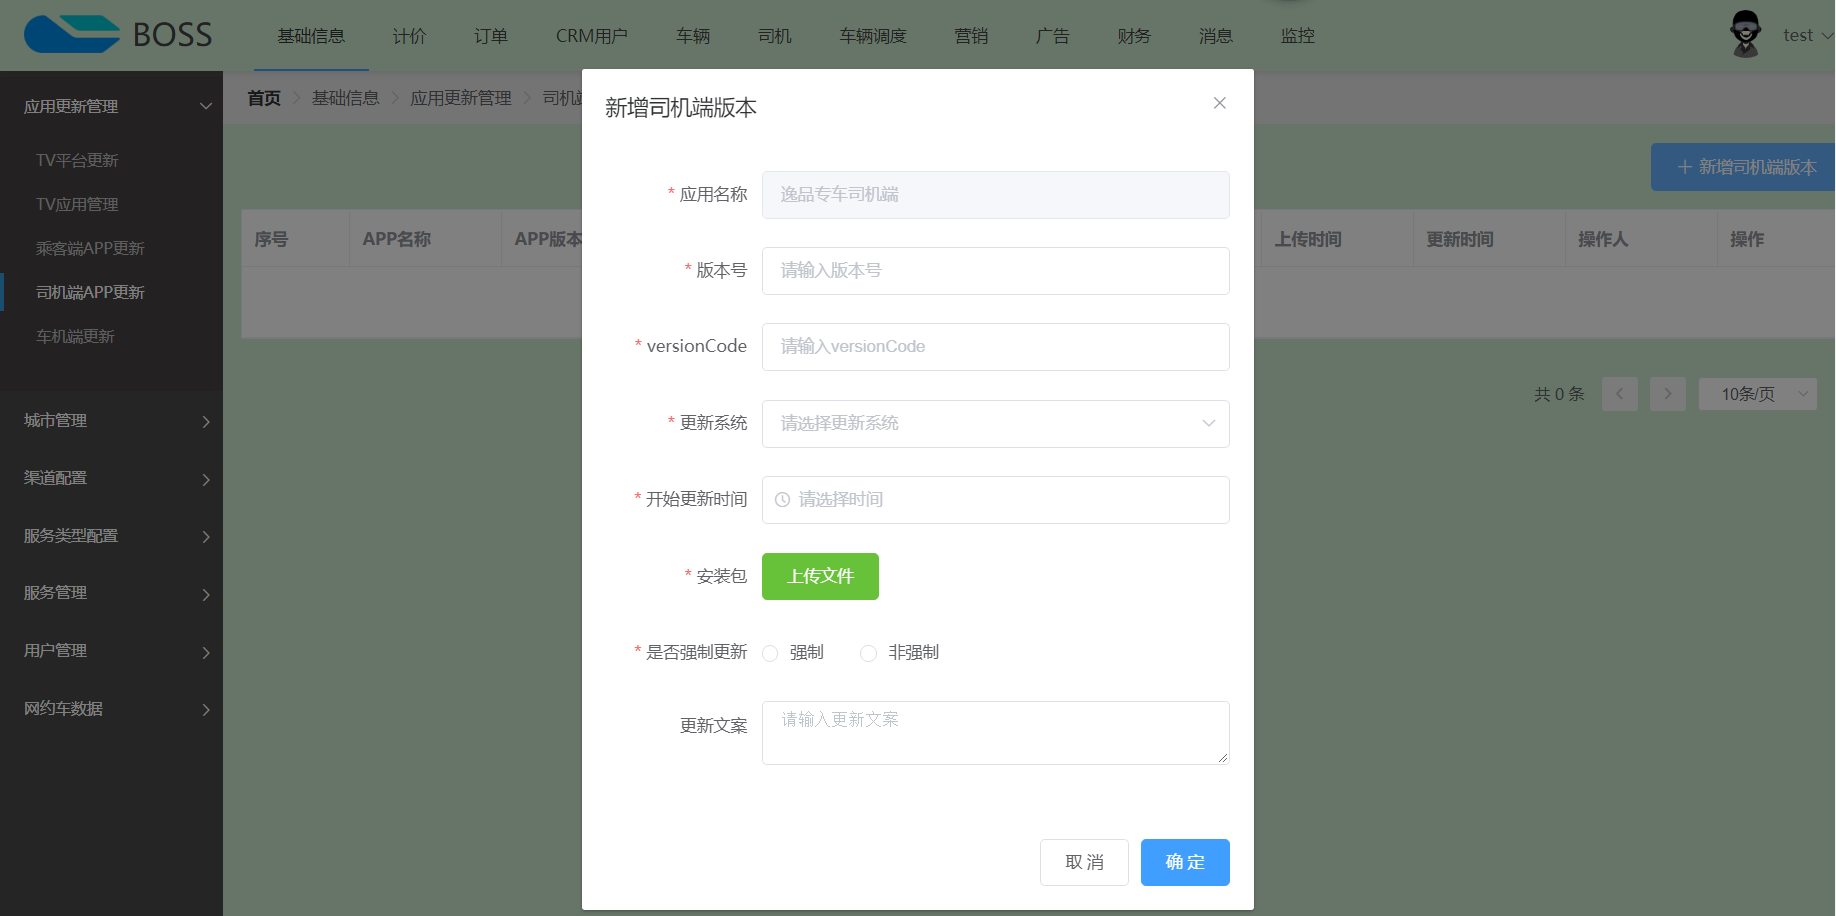 BOSS
基础信息
计价
订单
CRM用户
车辆
司机
车辆调度
营销
广告
财务
消息
监控
test
应用更新管理
TV平台更新
TV应用管理
乘客端APP更新
司机端APP更新
车机端更新
城市管理
渠道配置
服务类型配置
服务管理
用户管理
网约车数据
首页
基础信息
应用更新管理
司机端
+ 新增司机端版本
序号
APP名称
APP版本
上传时间
更新时间
操作人
操作
共 0 条
10条/页
新增司机端版本
* 应用名称
逸品专车司机端
* 版本号
请输入版本号
* versionCode
请输入versionCode
* 更新系统
请选择更新系统
* 开始更新时间
请选择时间
* 安装包
上传文件
* 是否强制更新
强制
非强制
更新文案
请输入更新文案
取 消
确 定